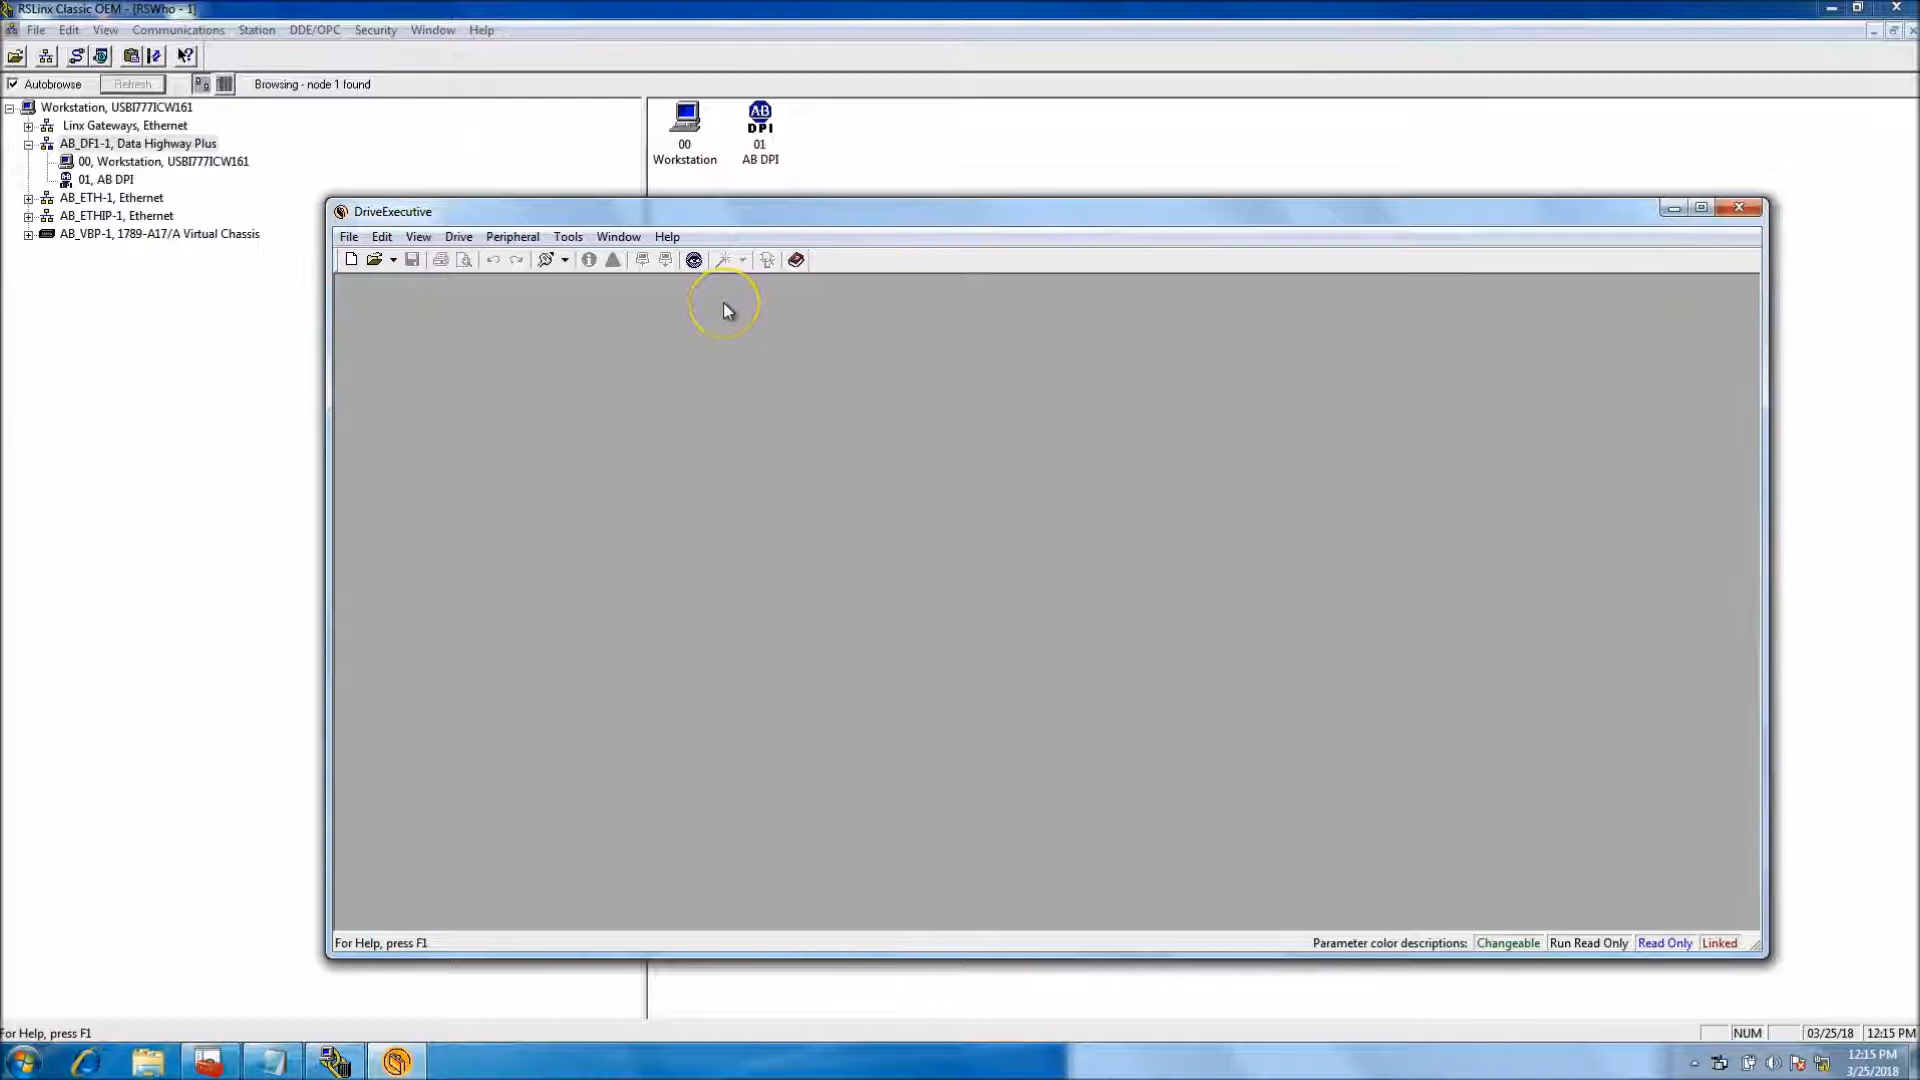 RSLinx Classic OEM - [RSWho - 1]
File Edit View Communications Station DDE/OPC Security Window Help
Autobrowse Refresh Browsing - node 1 found
Workstation, USBI777ICW161
Linx Gateways, Ethernet
AB_DF1-1, Data Highway Plus
00, Workstation, USBI777ICW161
01, AB DPI
AB_ETH-1, Ethernet
AB_ETHIP-1, Ethernet
AB_VBP-1, 1789-A17/A Virtual Chassis
AB
DPI
00 01
Workstation AB DPI
DriveExecutive
File Edit View Drive Peripheral Tools Window Help
For Help, press F1 Parameter color descriptions: Changeable Run Read Only Read Only Linked
For Help, press F1 NUM 03/25/18 12:15 PM
12:15 PM
3/25/2018